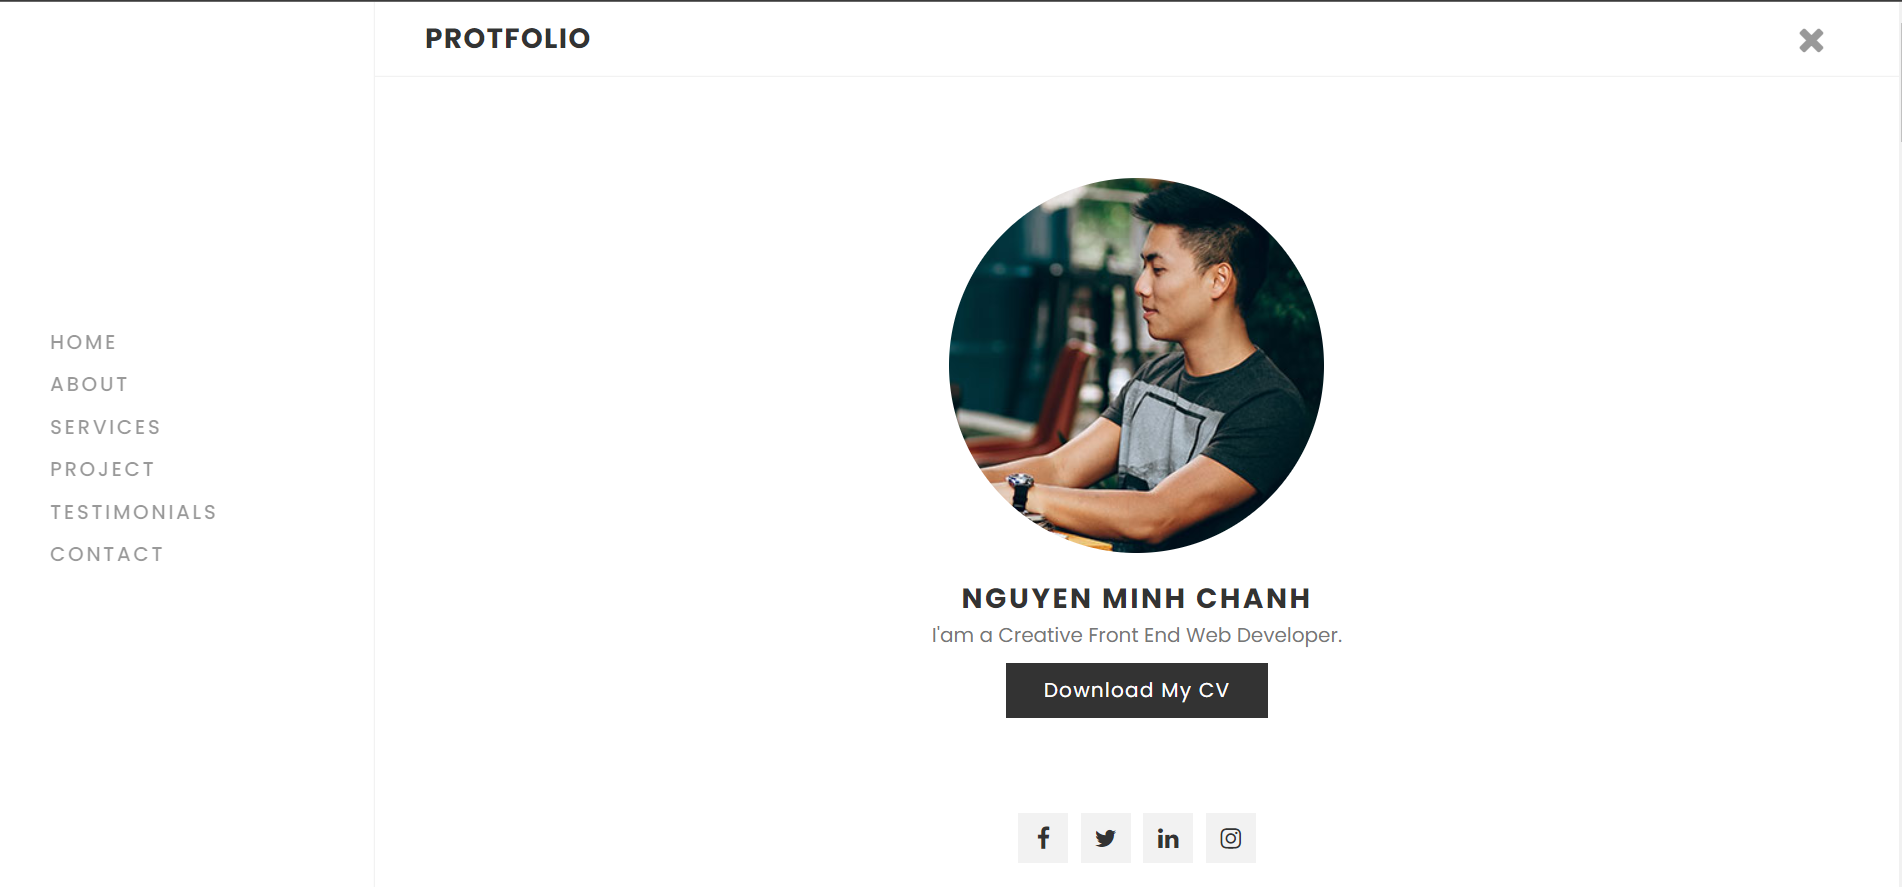 PROTFOLIO
HOME
ABOUT
SERVICES
PROJECT
TESTIMONIALS
CONTACT
NGUYEN MINH CHANH
I'am a Creative Front End Web Developer.
Download My CV